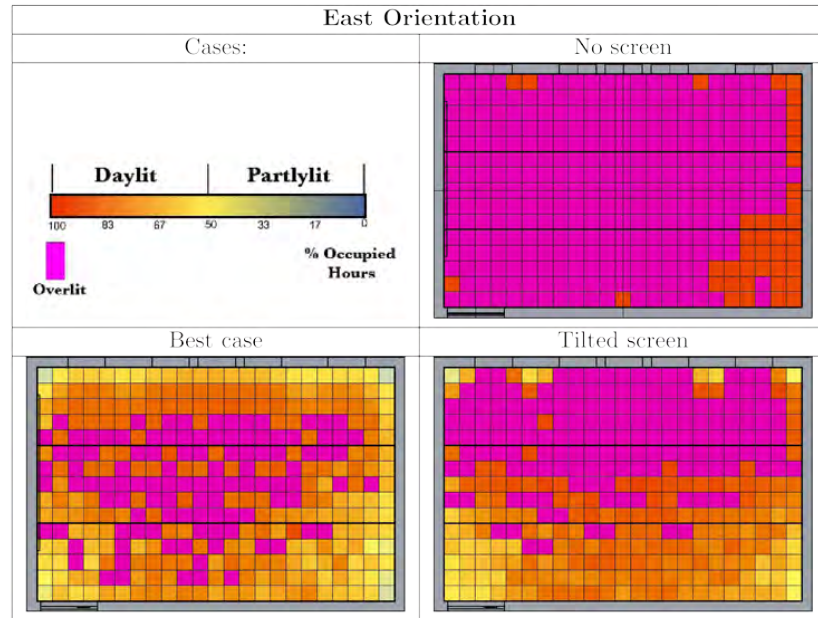 East Orientation
Cases:
No screen
Daylit
Partlylit
100 83 67 50 33 17 0
% Occupied
Hours
Overlit
Best case
Tilted screen